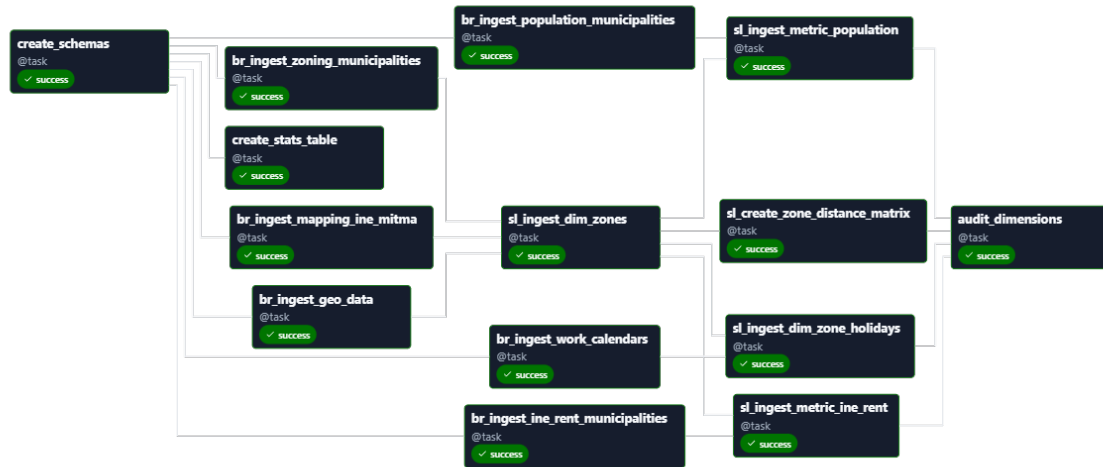 create_schemas
@task
✓ success
br_ingest_zoning_municipalities
@task
✓ success
create_stats_table
@task
✓ success
br_ingest_mapping_ine_mitma
@task
✓ success
br_ingest_geo_data
@task
✓ success
br_ingest_population_municipalities
@task
✓ success
sl_ingest_dim_zones
@task
✓ success
br_ingest_work_calendars
@task
✓ success
br_ingest_ine_rent_municipalities
@task
✓ success
sl_ingest_metric_population
@task
✓ success
sl_create_zone_distance_matrix
@task
✓ success
sl_ingest_dim_zone_holidays
@task
✓ success
sl_ingest_metric_ine_rent
@task
✓ success
audit_dimensions
@task
✓ success